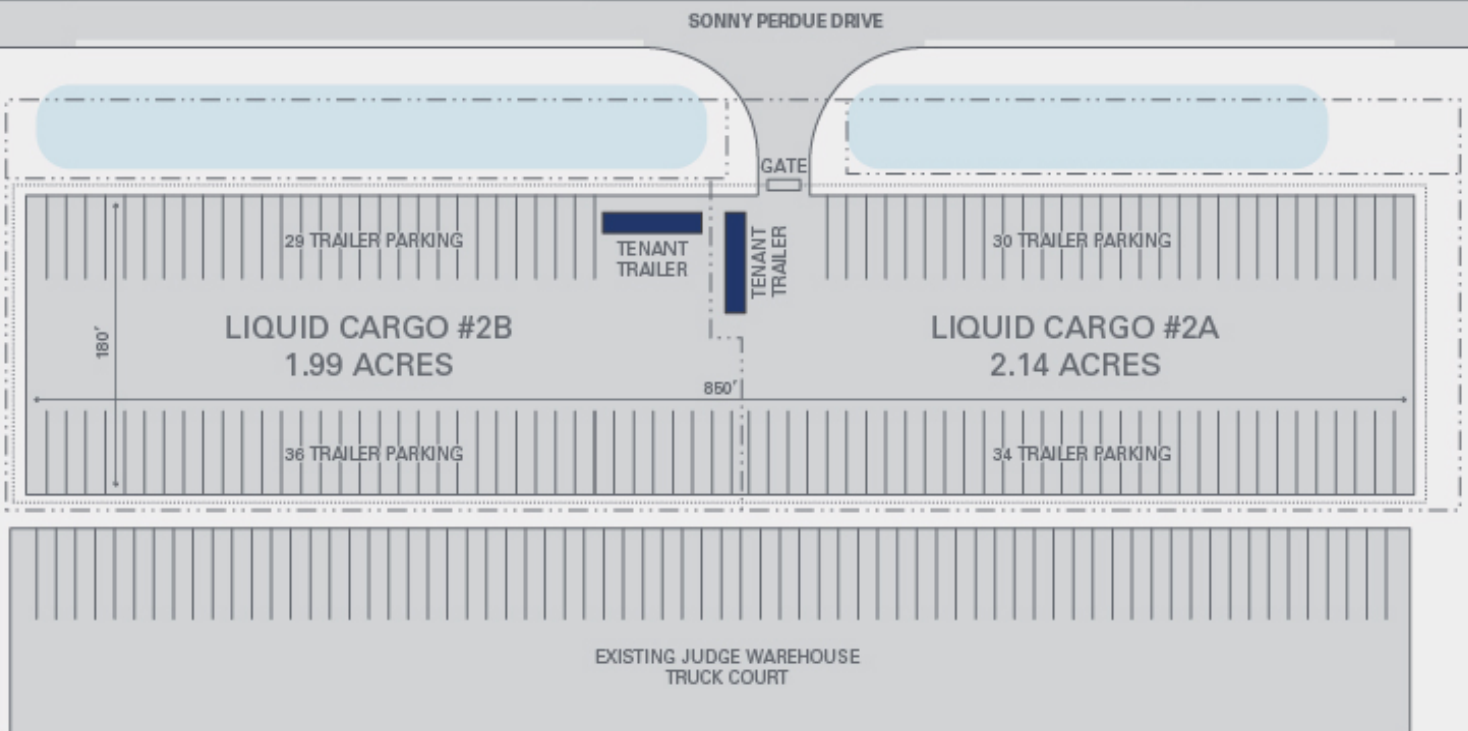 SONNY PERDUE DRIVE
GATE
29 TRAILER PARKING
TENANT
TRAILER
TENANT
TRAILER
30 TRAILER PARKING
LIQUID CARGO #2B
1.99 ACRES
LIQUID CARGO #2A
2.14 ACRES
180'
850'
36 TRAILER PARKING
34 TRAILER PARKING
EXISTING JUDGE WAREHOUSE
TRUCK COURT